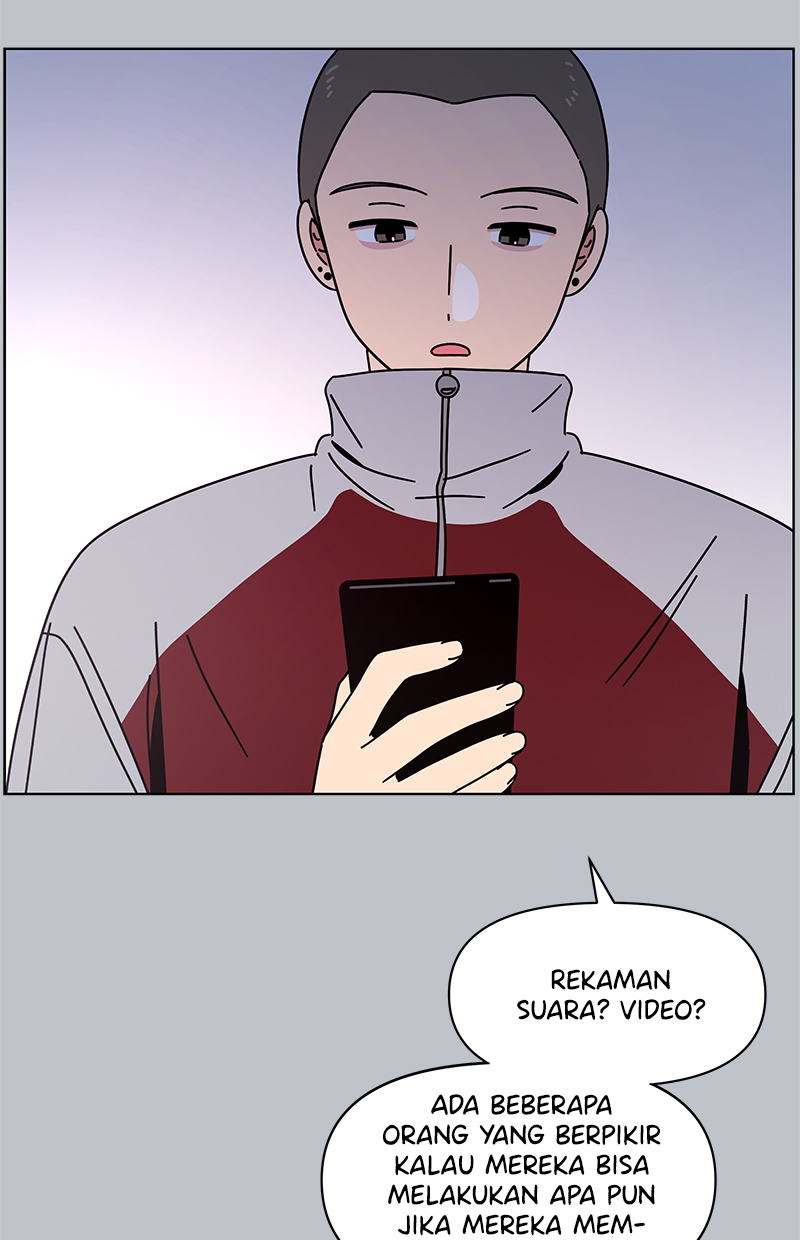 REKAMAN
SUARA? VIDEO?
ADA BEBERAPA
ORANG YANG BERPIKIR
KALAU MEREKA BISA
MELAKUKAN APA PUN
JIKA MEREKA MEM-